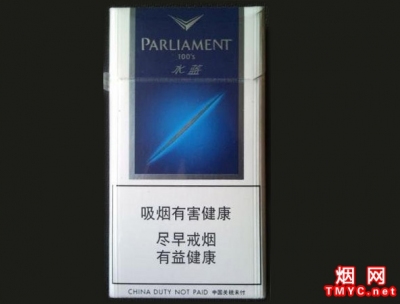 PARLIAMENT
100's
水蓝
吸烟有害健康
尽早戒烟
有益健康
CHINA DUTY NOT PAID 中国关税未付
烟网
TMYC.net